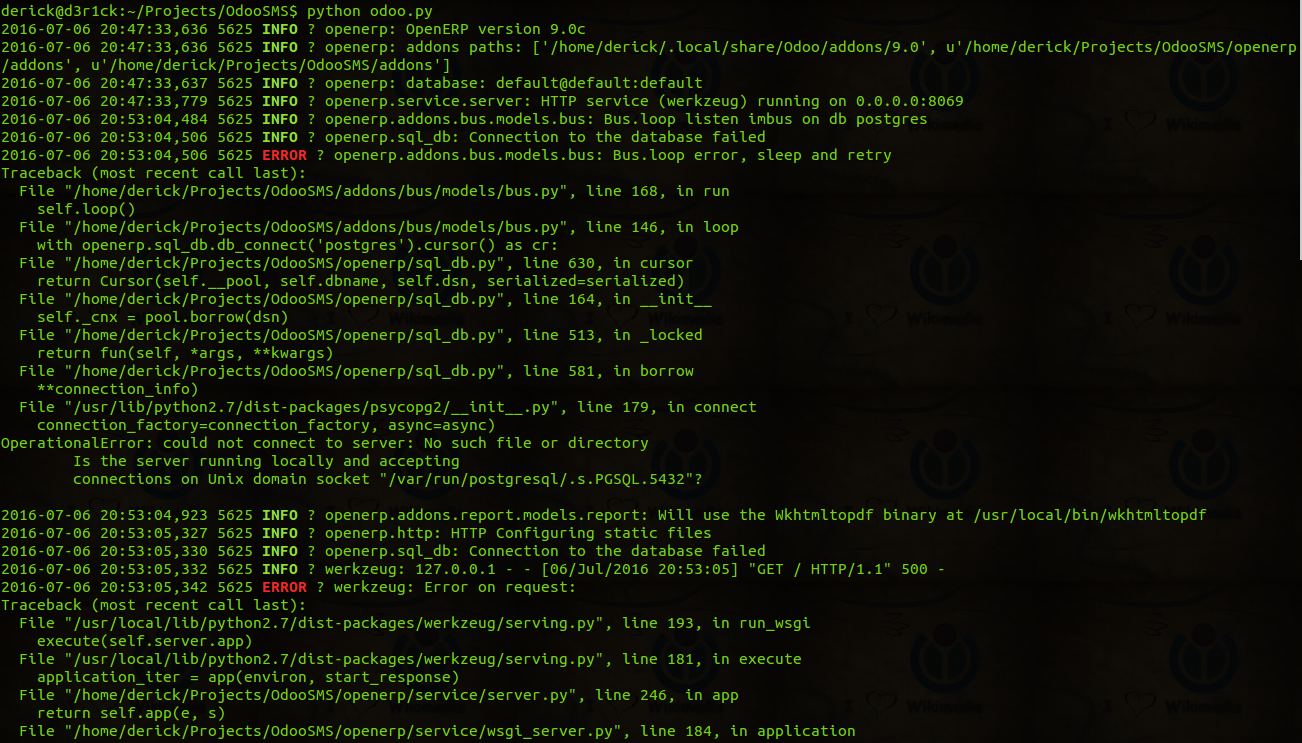 derick@d3r1ck:~/Projects/OdooSMS$ python odoo.py
2016-07-06 20:47:33,636 5625 INFO ? openerp: OpenERP version 9.0c
2016-07-06 20:47:33,636 5625 INFO ? openerp: addons paths: ['/home/derick/.local/share/Odoo/addons/9.0', u'/home/derick/Projects/OdooSMS/openerp
/addons', u'/home/derick/Projects/OdooSMS/addons']
2016-07-06 20:47:33,637 5625 INFO ? openerp: database: default@default:default
2016-07-06 20:47:33,779 5625 INFO ? openerp.service.server: HTTP service (werkzeug) running on 0.0.0.0:8069
2016-07-06 20:53:04,484 5625 INFO ? openerp.addons.bus.models.bus: Bus.loop listen imbus on db postgres
2016-07-06 20:53:04,506 5625 INFO ? openerp.sql_db: Connection to the database failed
2016-07-06 20:53:04,506 5625 ERROR ? openerp.addons.bus.models.bus: Bus.loop error, sleep and retry
Traceback (most recent call last):
  File "/home/derick/Projects/OdooSMS/addons/bus/models/bus.py", line 168, in run
    self.loop()
  File "/home/derick/Projects/OdooSMS/addons/bus/models/bus.py", line 146, in loop
    with openerp.sql_db.db_connect('postgres').cursor() as cr:
  File "/home/derick/Projects/OdooSMS/openerp/sql_db.py", line 630, in cursor
    return Cursor(self.__pool, self.dbname, self.dsn, serialized=serialized)
  File "/home/derick/Projects/OdooSMS/openerp/sql_db.py", line 164, in __init__
    self._cnx = pool.borrow(dsn)
  File "/home/derick/Projects/OdooSMS/openerp/sql_db.py", line 513, in _locked
    return fun(self, *args, **kwargs)
  File "/home/derick/Projects/OdooSMS/openerp/sql_db.py", line 581, in borrow
    **connection_info)
  File "/usr/lib/python2.7/dist-packages/psycopg2/__init__.py", line 179, in connect
    connection_factory=connection_factory, async=async)
OperationalError: could not connect to server: No such file or directory
        Is the server running locally and accepting
        connections on Unix domain socket "/var/run/postgresql/.s.PGSQL.5432"?

2016-07-06 20:53:04,923 5625 INFO ? openerp.addons.report.models.report: Will use the Wkhtmltopdf binary at /usr/local/bin/wkhtmltopdf
2016-07-06 20:53:05,327 5625 INFO ? openerp.http: HTTP Configuring static files
2016-07-06 20:53:05,330 5625 INFO ? openerp.sql_db: Connection to the database failed
2016-07-06 20:53:05,332 5625 INFO ? werkzeug: 127.0.0.1 - - [06/Jul/2016 20:53:05] "GET / HTTP/1.1" 500 -
2016-07-06 20:53:05,342 5625 ERROR ? werkzeug: Error on request:
Traceback (most recent call last):
  File "/usr/local/lib/python2.7/dist-packages/werkzeug/serving.py", line 193, in run_wsgi
    execute(self.server.app)
  File "/usr/local/lib/python2.7/dist-packages/werkzeug/serving.py", line 181, in execute
    application_iter = app(environ, start_response)
  File "/home/derick/Projects/OdooSMS/openerp/service/server.py", line 246, in app
    return self.app(e, s)
  File "/home/derick/Projects/OdooSMS/openerp/service/wsgi_server.py", line 184, in application